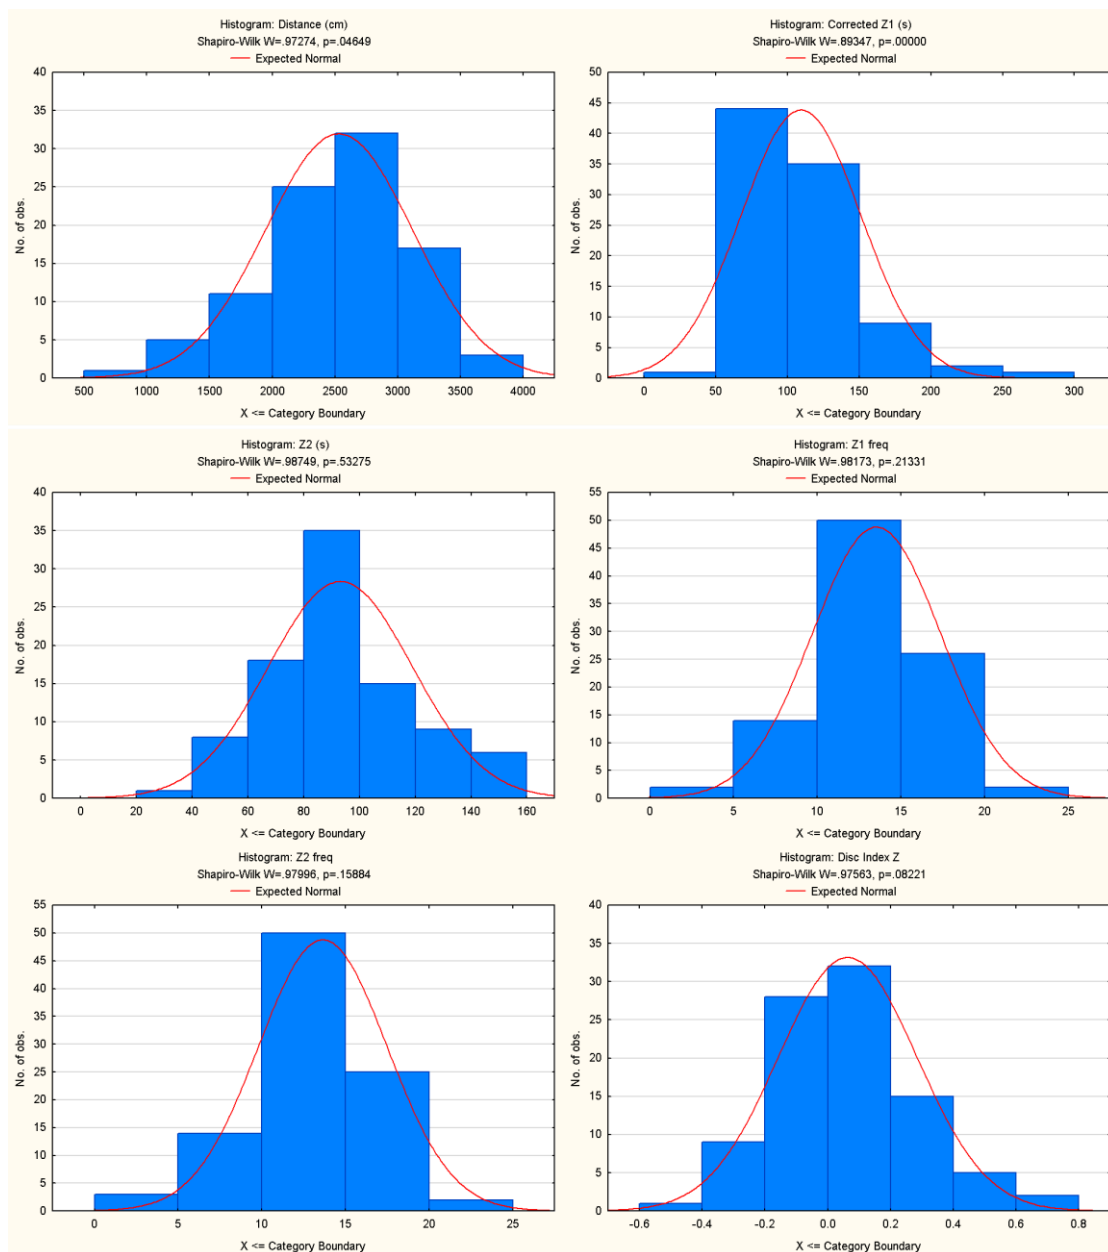 Histogram: Distance (cm)
Shapiro-Wilk W=.97274, p=.04649
Expected Normal
40
35
30
25
20
15
10
5
0
No. of obs.
500 1000 1500 2000 2500 3000 3500 4000
X <= Category Boundary
Histogram: Corrected Z1 (s)
Shapiro-Wilk W=.89347, p=.00000
Expected Normal
50
45
40
35
30
25
20
15
10
5
0
No. of obs.
0 50 100 150 200 250 300
X <= Category Boundary
Histogram: Z2 (s)
Shapiro-Wilk W=.98749, p=.53275
Expected Normal
40
35
30
25
20
15
10
5
0
No. of obs.
0 20 40 60 80 100 120 140 160
X <= Category Boundary
Histogram: Z1 freq
Shapiro-Wilk W=.98173, p=.21331
Expected Normal
55
50
45
40
35
30
25
20
15
10
5
0
No. of obs.
0 5 10 15 20 25
X <= Category Boundary
Histogram: Z2 freq
Shapiro-Wilk W=.97996, p=.15884
Expected Normal
55
50
45
40
35
30
25
20
15
10
5
0
No. of obs.
0 5 10 15 20 25
X <= Category Boundary
Histogram: Disc Index Z
Shapiro-Wilk W=.97563, p=.08221
Expected Normal
40
35
30
25
20
15
10
5
0
No. of obs.
-0.6 -0.4 -0.2 0.0 0.2 0.4 0.6 0.8
X <= Category Boundary